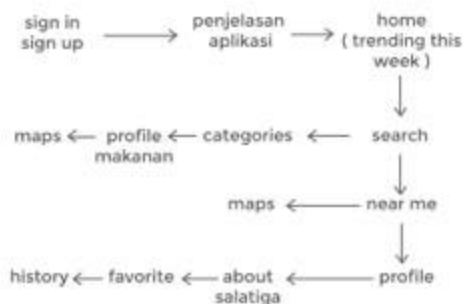 sign in
sign up
penjelasan
aplikasi
home
( trending this
week )
maps
profile
makanan
categories
search
maps
near me
history
favorite
about
salatiga
profile